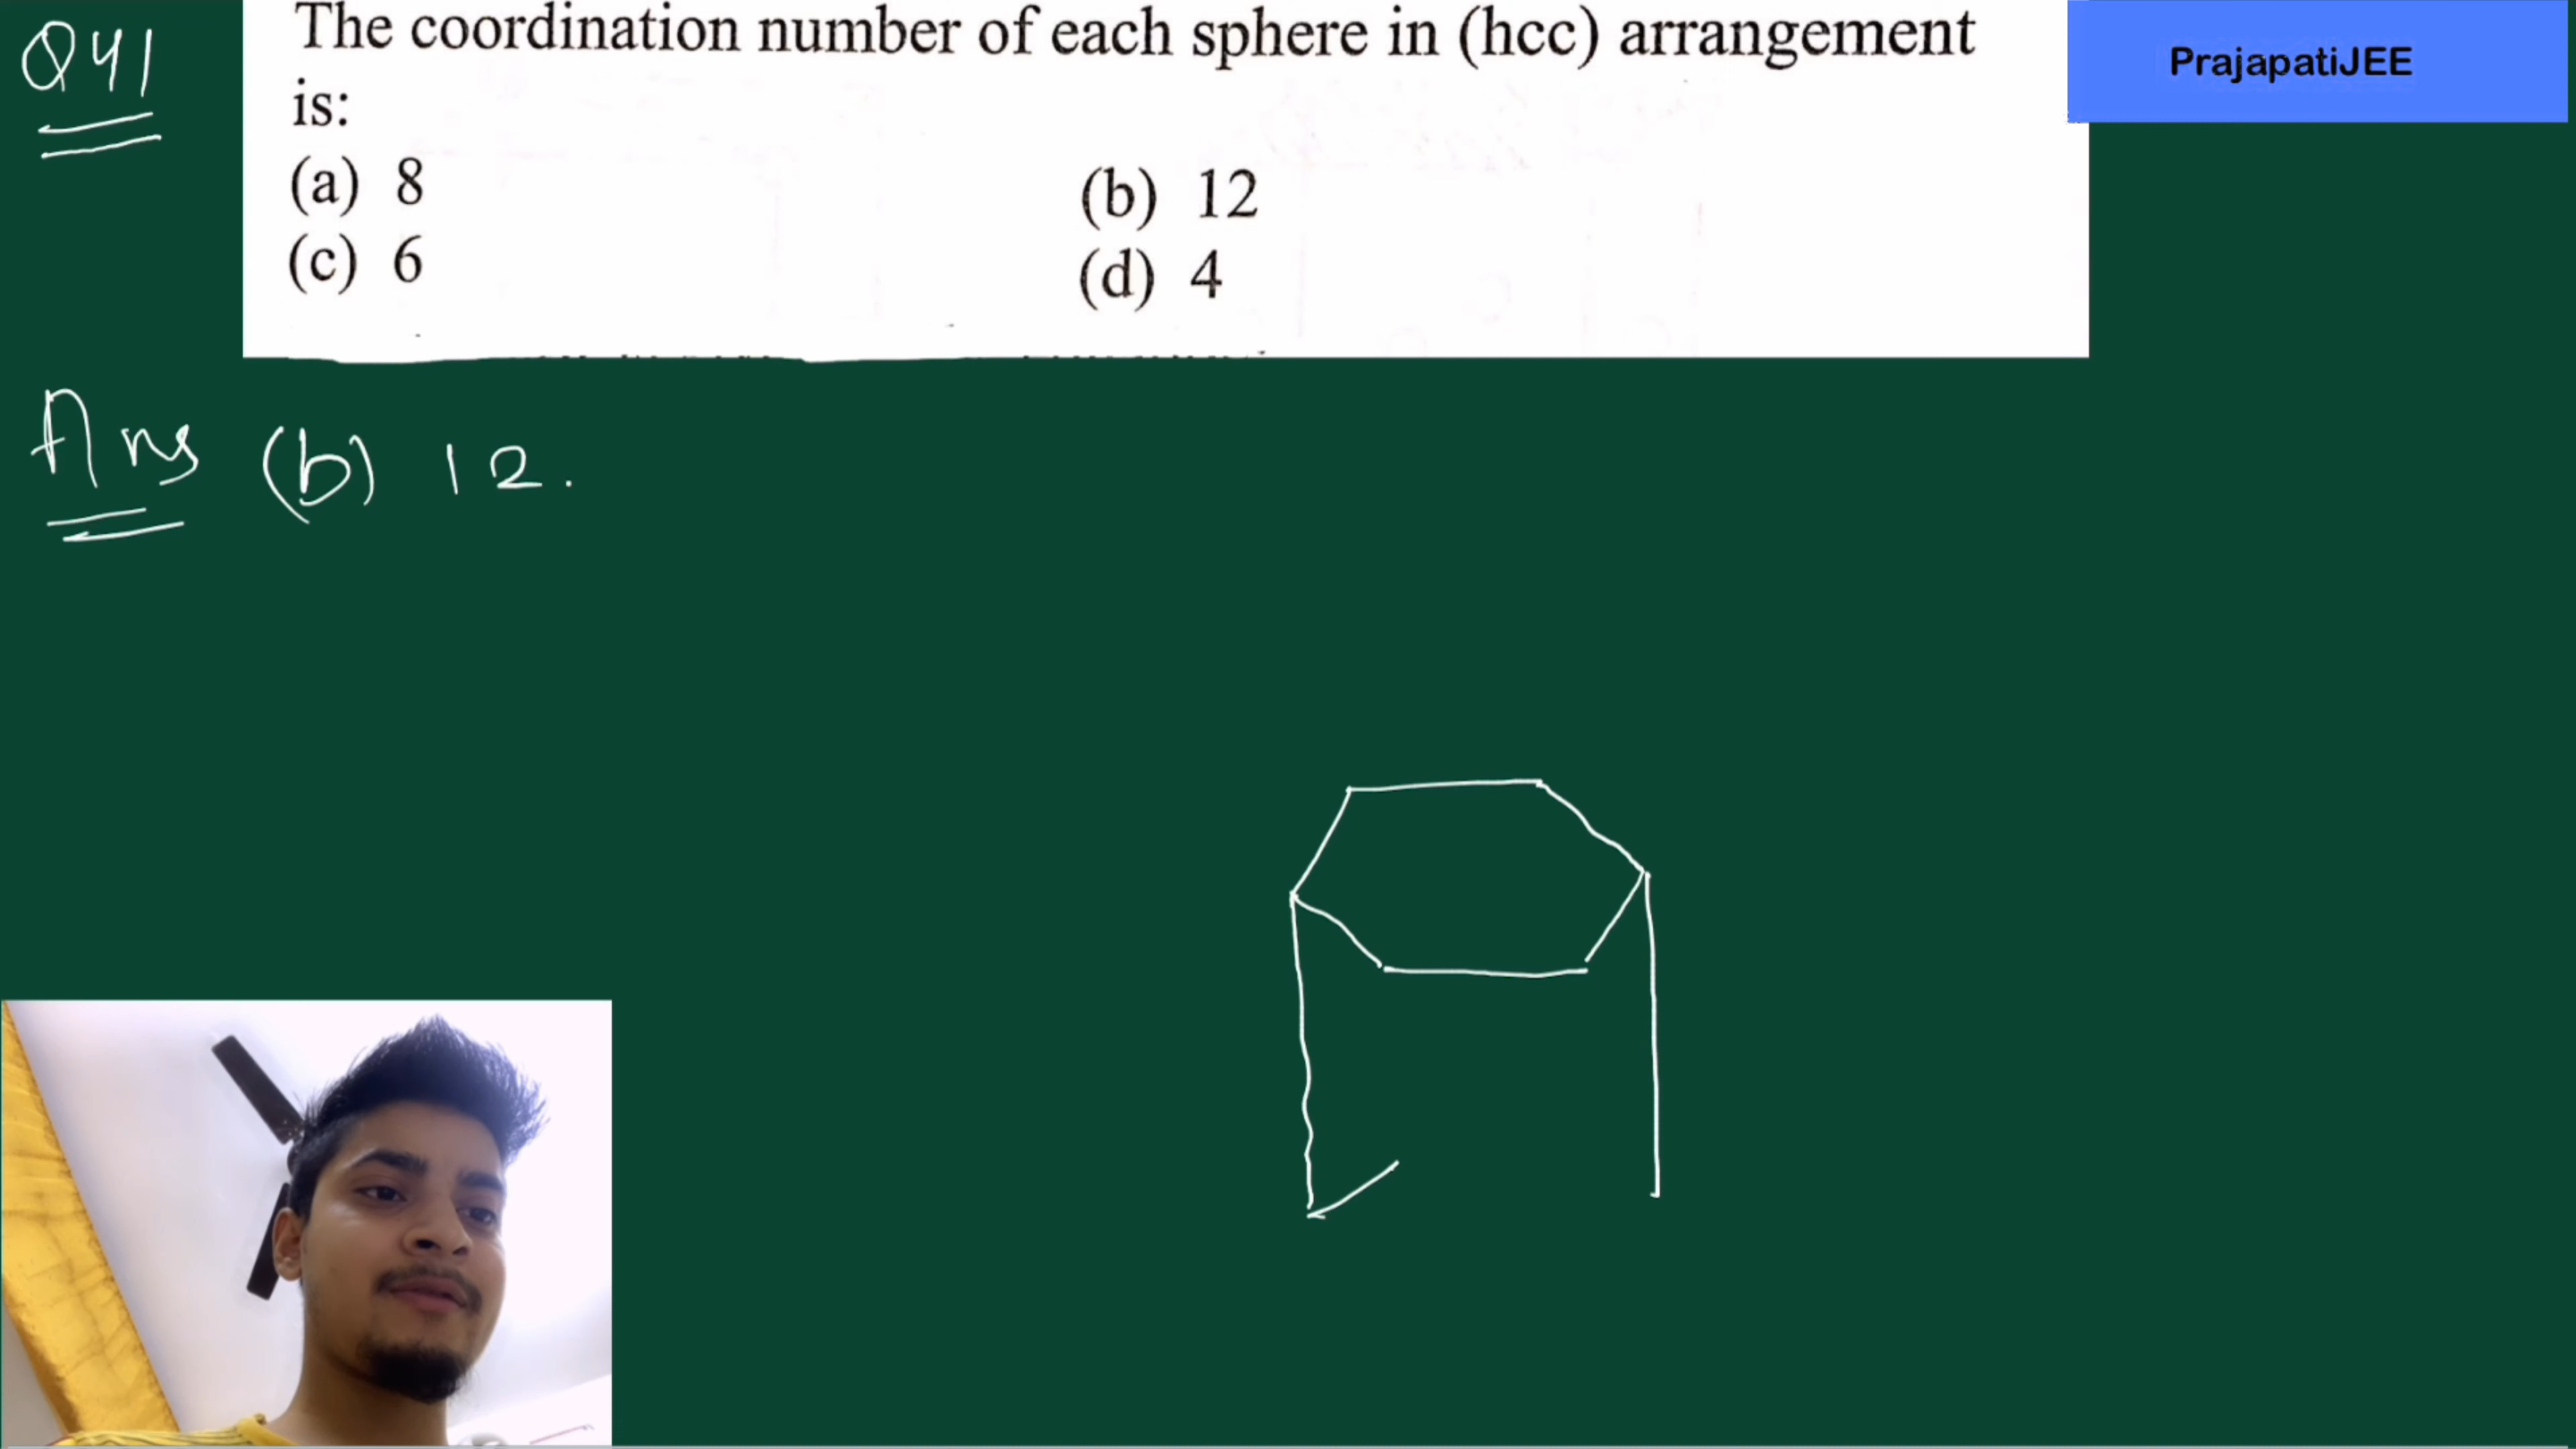 Q41
The coordination number of each sphere in (hcc) arrangement
is:
(a) 8
(b) 12
(c) 6
(d) 4
PrajapatiJEE
Ans (b) 12.